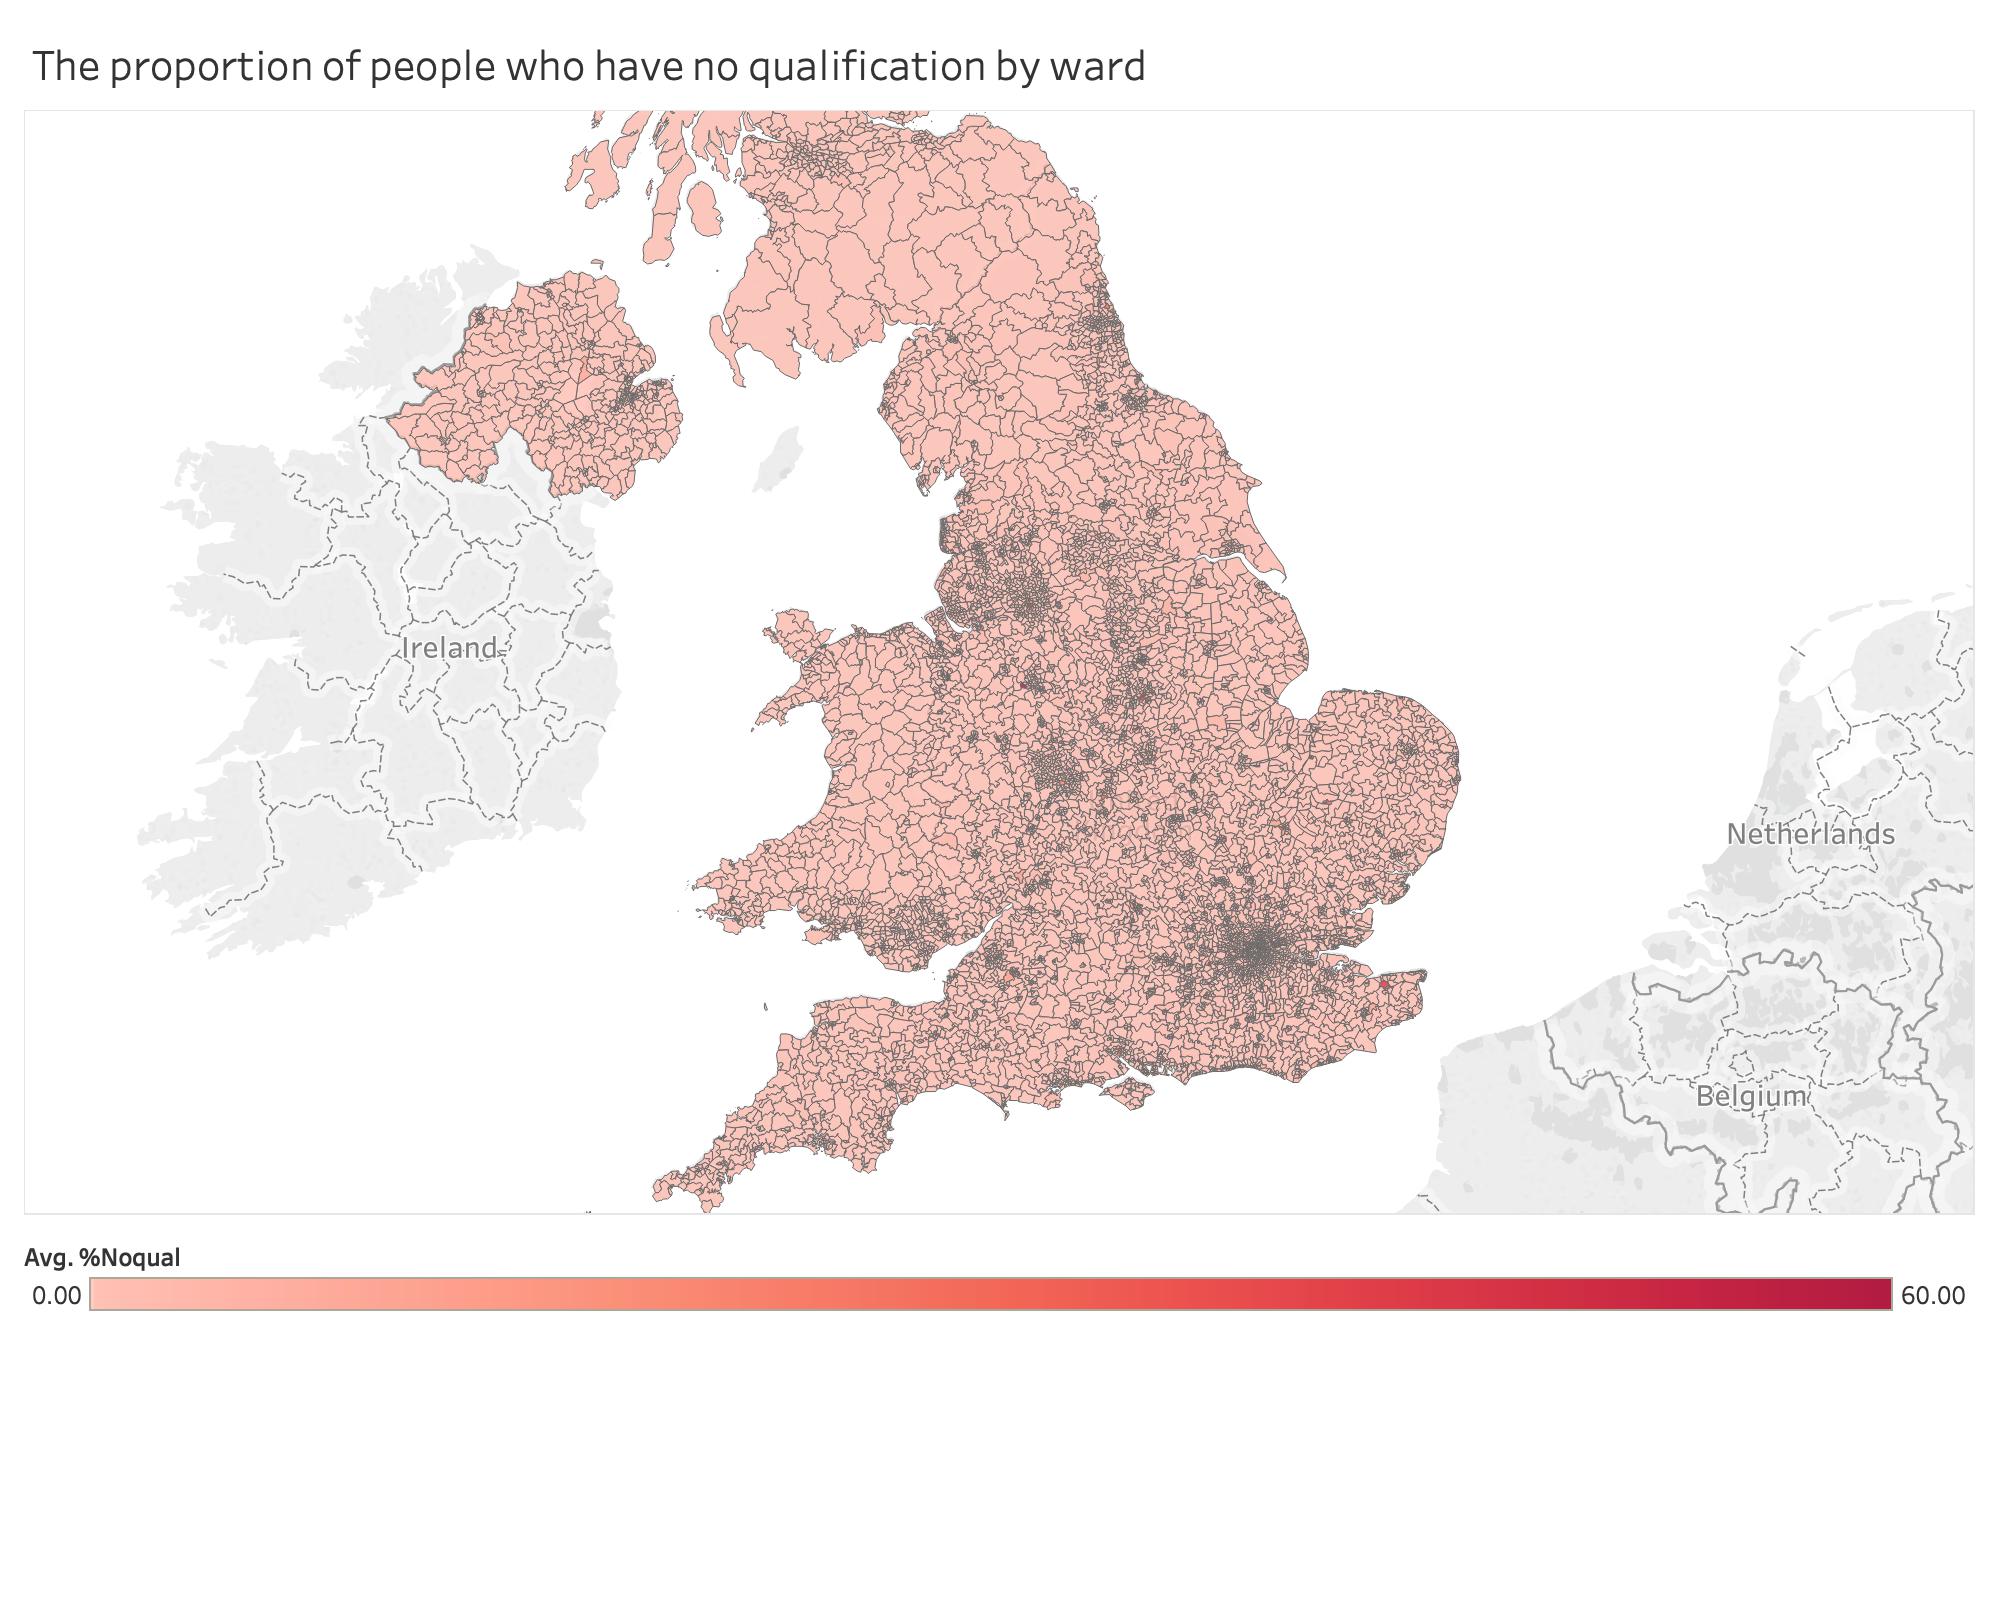 The proportion of people who have no qualification by ward
Ireland
Netherlands
Belgium
Avg. %Noqual
0.00
60.00